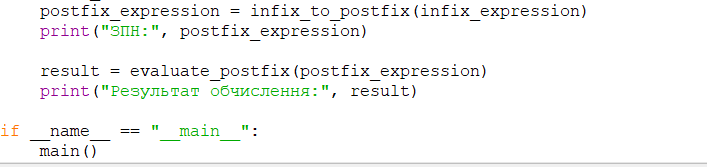 postfix_expression = infix_to_postfix(infix_expression)
print("ЗПН:", postfix_expression)
result = evaluate_postfix(postfix_expression)
print("Результат обчислення:", result)
if __name__ == "__main__":
main()